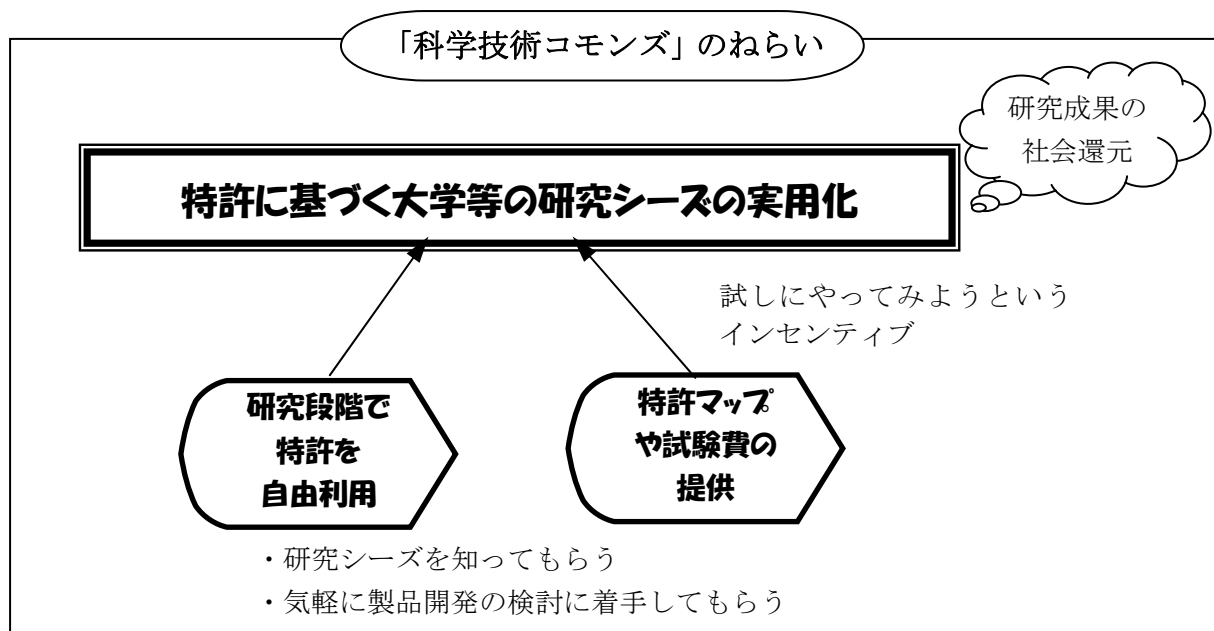 「科学技術コモンズ」のねらい
研究成果の
社会還元
特許に基づく大学等の研究シーズの実用化
試しにやってみようという
インセンティブ
研究段階で
特許を
自由利用
特許マップ
や試験費の
提供
・研究シーズを知ってもらう
・気軽に製品開発の検討に着手してもらう